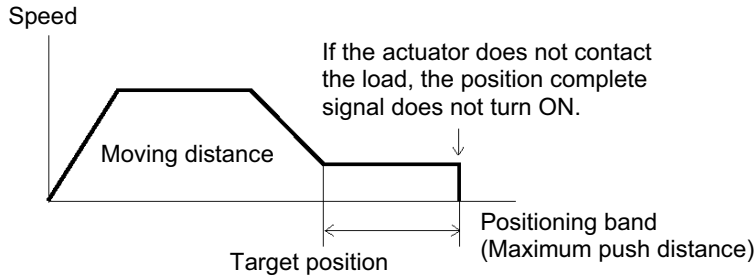 Speed
If the actuator does not contact
the load, the position complete
signal does not turn ON.
Moving distance
Positioning band
(Maximum push distance)
Target position